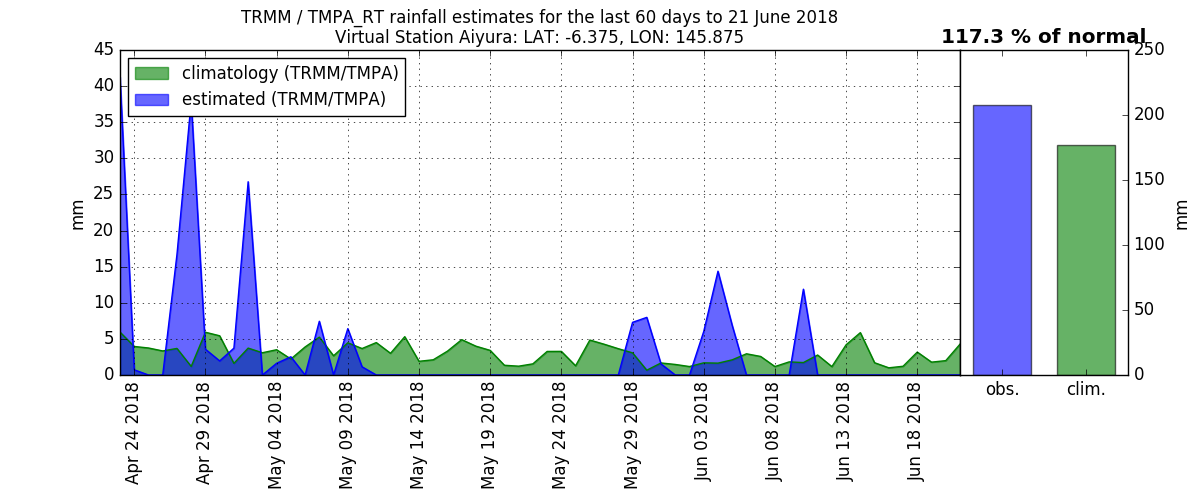 TRMM / TMPA_RT rainfall estimates for the last 60 days to 21 June 2018
Virtual Station Aiyura: LAT: -6.375, LON: 145.875
117.3 % of normal
climatology (TRMM/TMPA)
estimated (TRMM/TMPA)
mm
45
40
35
30
25
20
15
10
5
0
Apr 24 2018
Apr 29 2018
May 04 2018
May 09 2018
May 14 2018
May 19 2018
May 24 2018
May 29 2018
Jun 03 2018
Jun 08 2018
Jun 13 2018
Jun 18 2018
obs.
clim.
250
200
150
100
50
0
mm